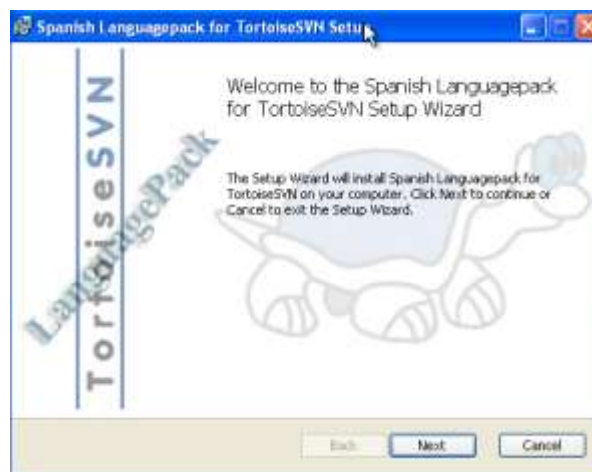 Spanish Languagepack for TortoiseSVN Setup
TortoiseSVN
LanguagePack
Welcome to the Spanish Languagepack
for TortoiseSVN Setup Wizard
The Setup Wizard will install Spanish Languagepack for
TortoiseSVN on your computer. Click Next to continue or
Cancel to exit the Setup Wizard.
Back
Next
Cancel